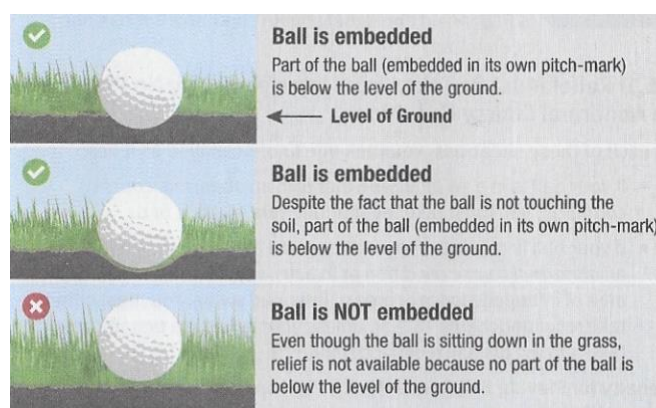 Ball is embedded
Part of the ball (embedded in its own pitch-mark)
is below the level of the ground.
Level of Ground
Ball is embedded
Despite the fact that the ball is not touching the
soil, part of the ball (embedded in its own pitch-mark)
is below the level of the ground.
Ball is NOT embedded
Even though the ball is sitting down in the grass,
relief is not available because no part of the ball is
below the level of the ground.